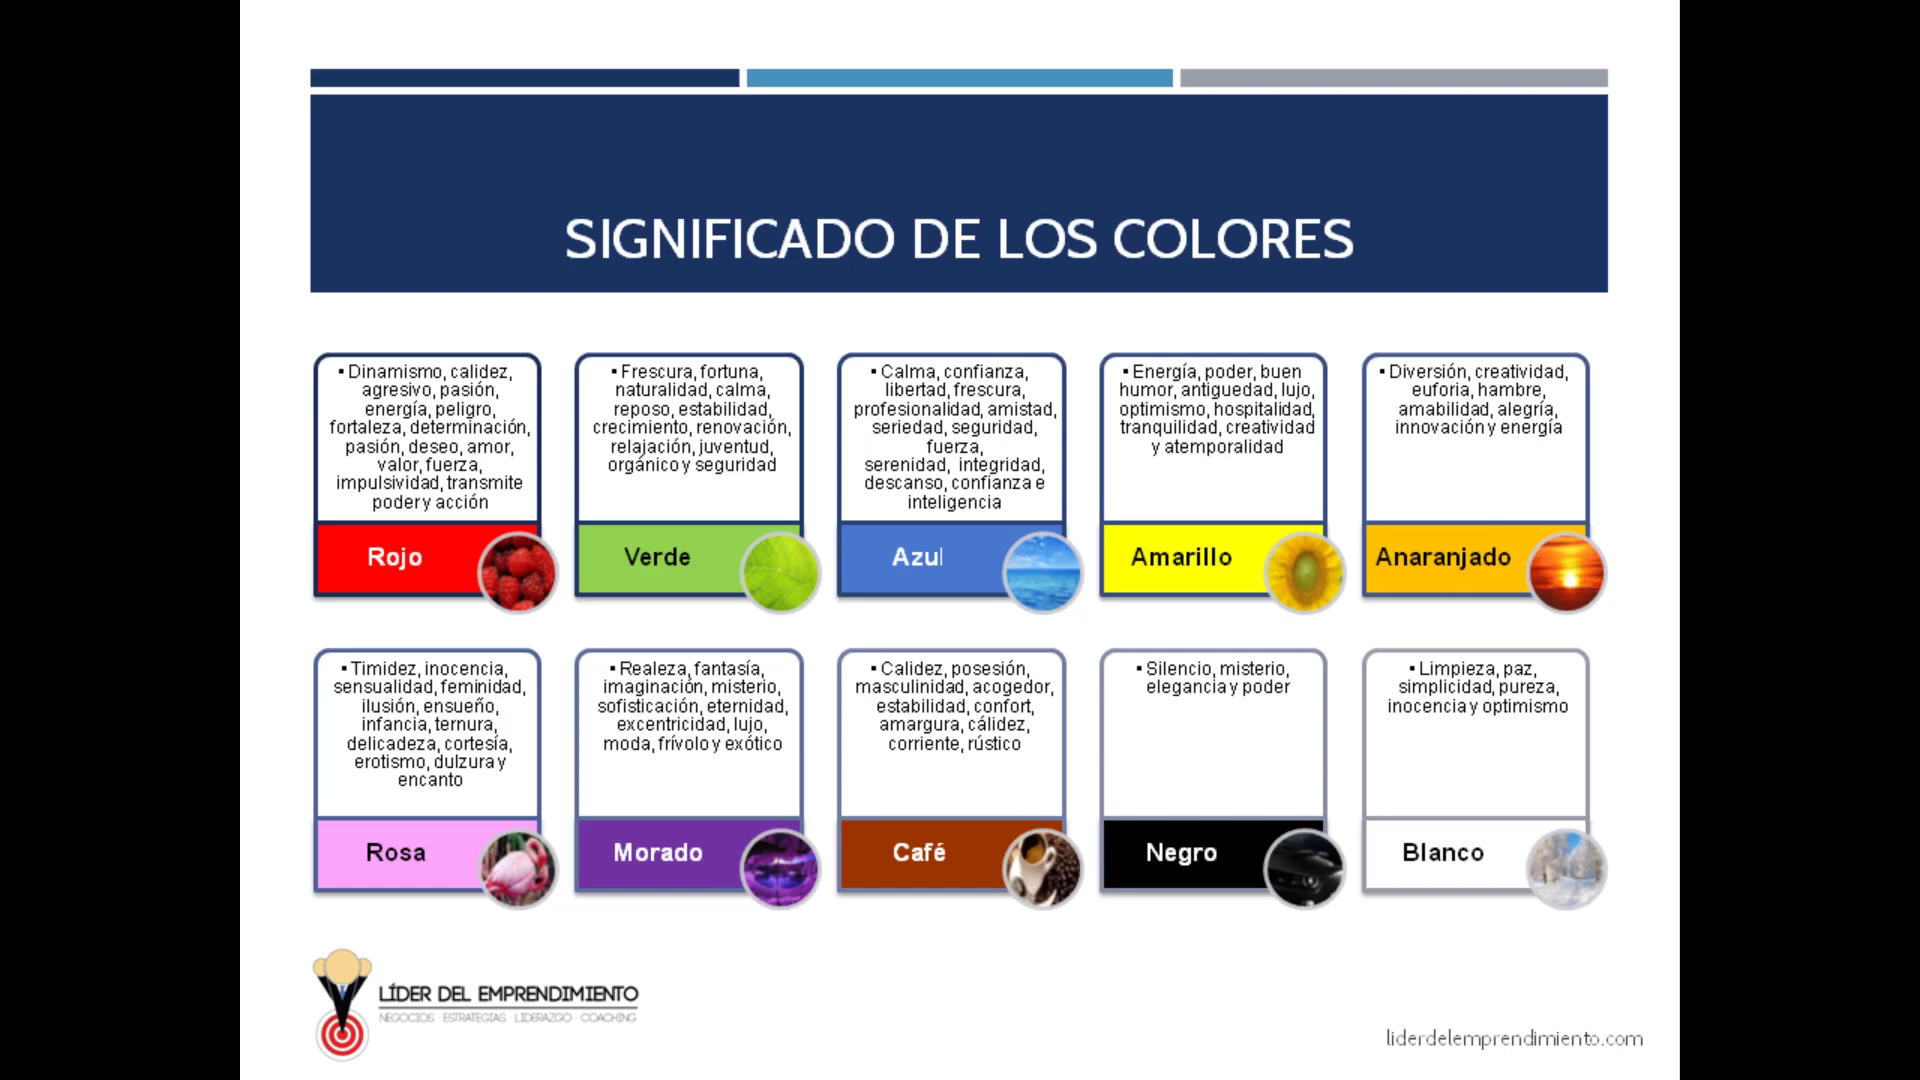 SIGNIFICADO DE LOS COLORES
▪ Dinamismo, calidez,
agresivo, pasión,
energía, peligro,
fortaleza, determinación,
pasión, deseo, amor,
valor, fuerza,
impulsividad, transmite
poder y acción
Rojo
▪ Frescura, fortuna,
naturalidad, calma,
reposo, estabilidad,
crecimiento, renovación,
relajación, juventud,
orgánico y seguridad
Verde
▪ Calma, confianza,
libertad, frescura,
profesionalidad, amistad,
seriedad, seguridad,
fuerza,
serenidad, integridad,
descanso, confianza e
inteligencia
Azul
▪ Energía, poder, buen
humor, antiguedad, lujo,
optimismo, hospitalidad,
tranquilidad, creatividad
y atemporalidad
Amarillo
▪ Diversión, creatividad,
euforia, hambre,
amabilidad, alegría,
innovación y energía
Anaranjado
▪ Timidez, inocencia,
sensualidad, feminidad,
ilusión, ensueño,
infancia, ternura,
delicadeza, cortesía,
erotismo, dulzura y
encanto
Rosa
▪ Realeza, fantasía,
imaginación, misterio,
sofisticación, eternidad,
excentricidad, lujo,
moda, frívolo y exótico
Morado
▪ Calidez, posesión,
masculinidad, acogedor,
estabilidad, confort,
amargura, cálidez,
corriente, rústico
Café
▪ Silencio, misterio,
elegancia y poder
Negro
▪ Limpieza, paz,
simplicidad, pureza,
inocencia y optimismo
Blanco
LÍDER DEL EMPRENDIMIENTO
NEGOCIOS · ESTRATEGIAS · LIDERAZGO · COACHING
liderdelemprendimiento.com